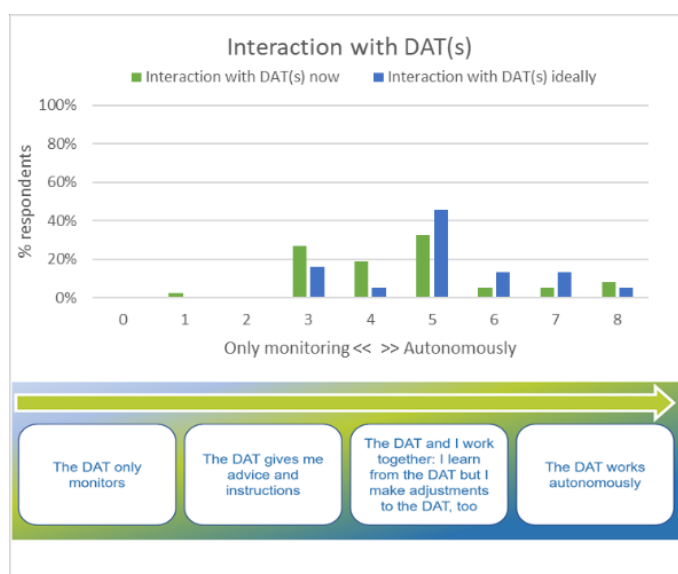 Interaction with DAT(s)
Interaction with DAT(s) now Interaction with DAT(s) ideally
100%
80%
60%
40%
20%
0%
% respondents
0 1 2 3 4 5 6 7 8
Only monitoring << >> Autonomously
The DAT only
monitors
The DAT gives me
advice and
instructions
The DAT and I work
together: I learn
from the DAT but I
make adjustments
to the DAT, too
The DAT works
autonomously